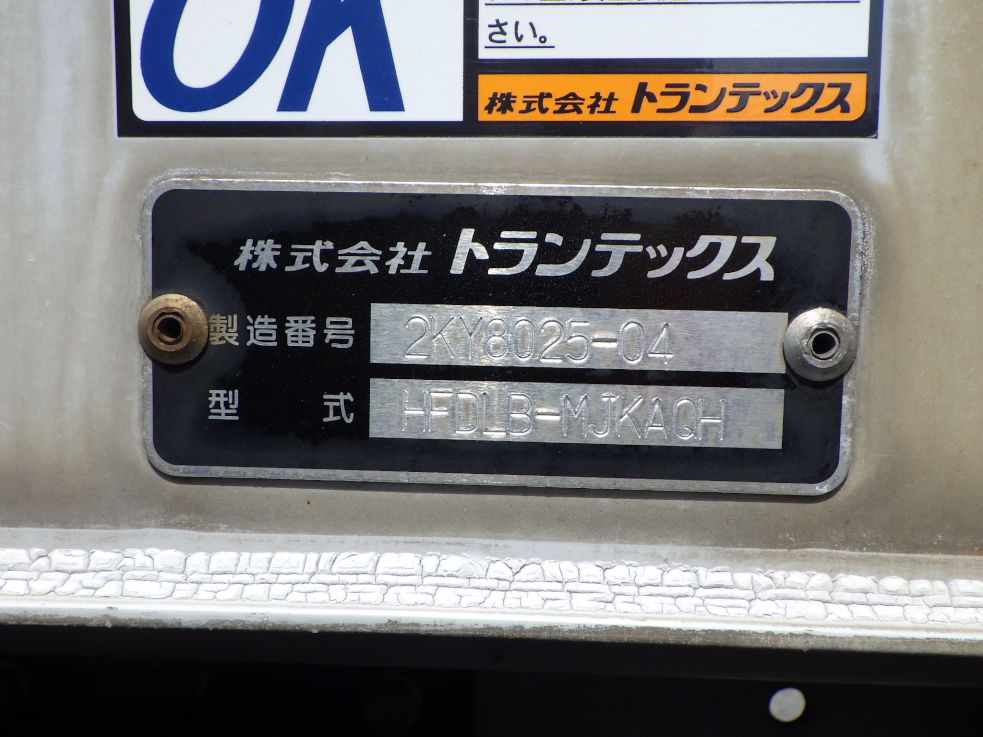 OK
さい。
株式会社 トランテックス
株式会社 トランテックス
製造番号 2KY8025-04
型式 HFDLB-MJKAQH